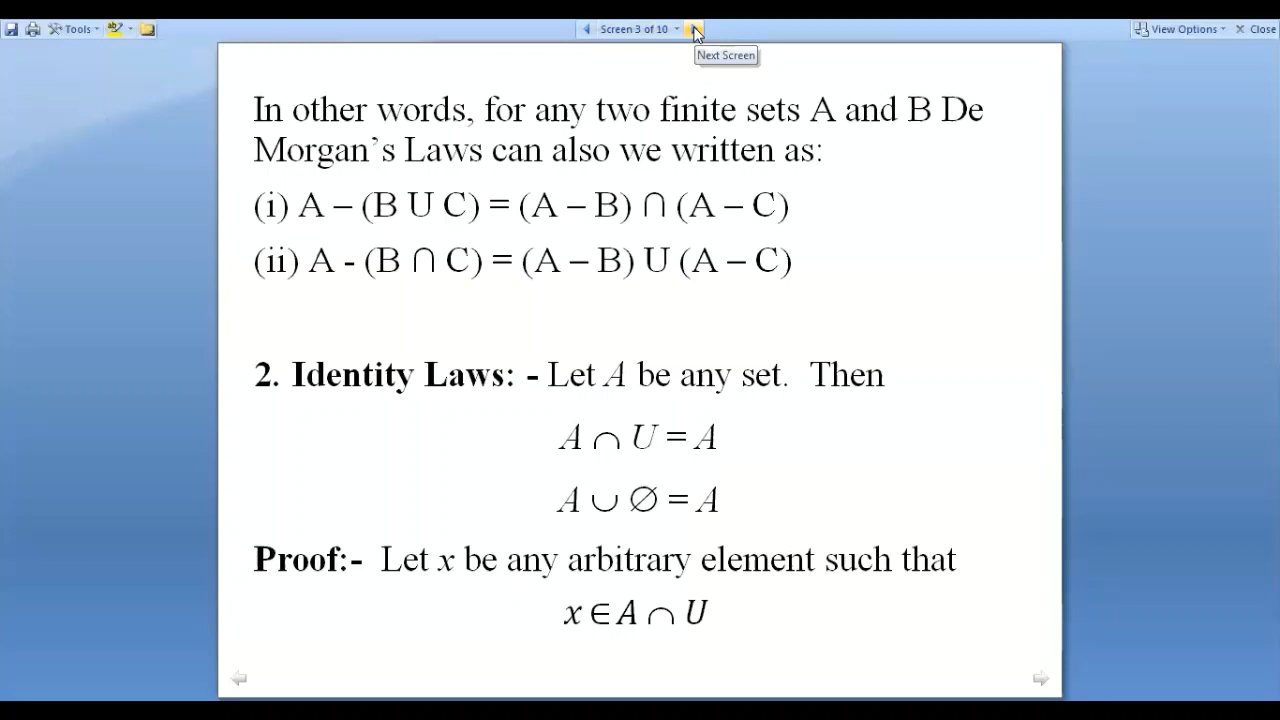 Tools
Screen 3 of 10
View Options
Close
Next Screen
In other words, for any two finite sets A and B De
Morgan’s Laws can also we written as:
(i) A – (B U C) = (A – B) ∩ (A – C)
(ii) A - (B ∩ C) = (A – B) U (A – C)
2. Identity Laws: - Let A be any set. Then
A ∩ U = A
A ∪ ∅ = A
Proof:- Let x be any arbitrary element such that
x ∈ A ∩ U